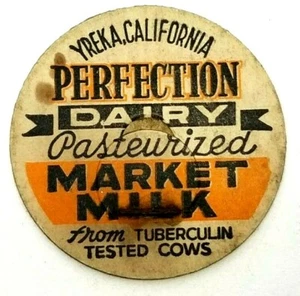 YREKA, CALIFORNIA
PERFECTION
DAIRY
Pasteurized
MARKET
MILK
from TUBERCULIN
TESTED COWS